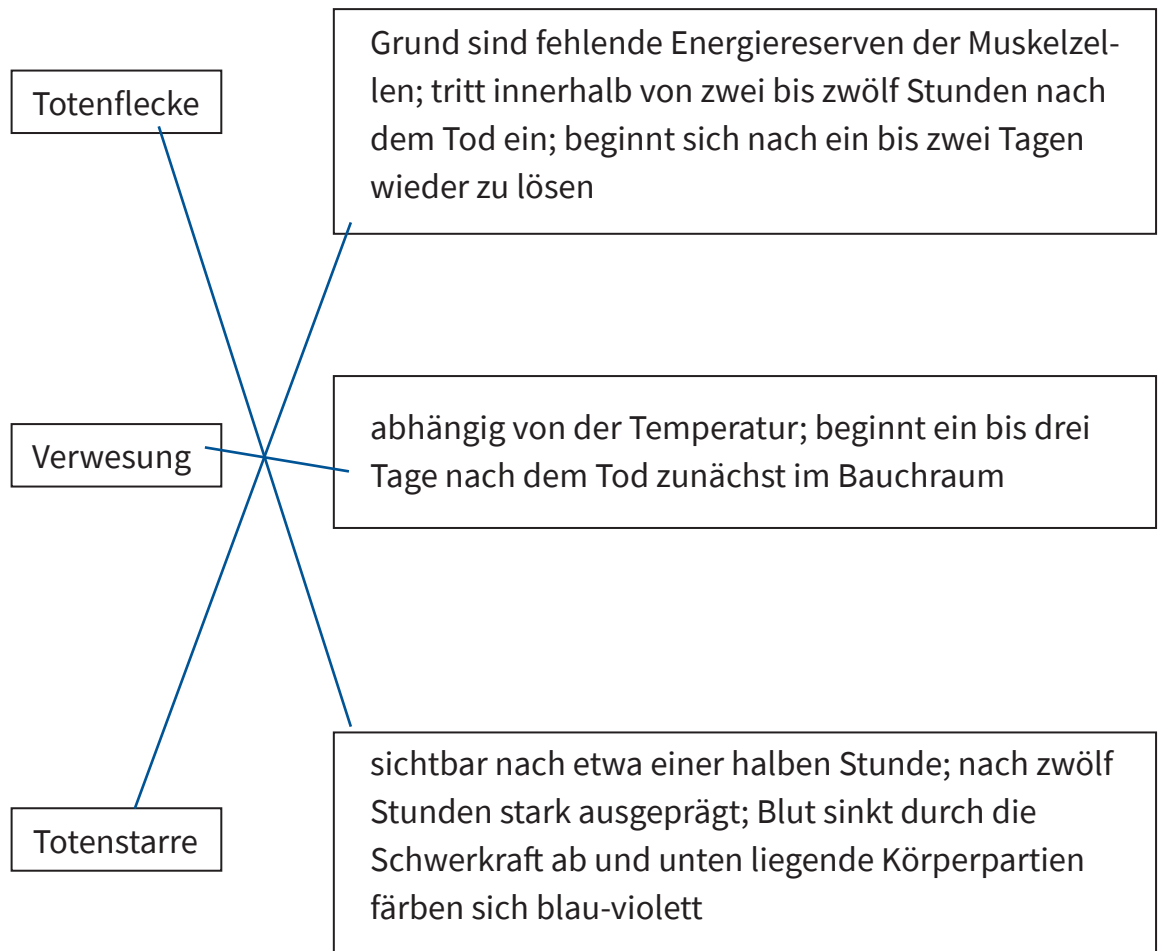 Totenflecke
Grund sind fehlende Energiereserven der Muskelzel-
len; tritt innerhalb von zwei bis zwölf Stunden nach
dem Tod ein; beginnt sich nach ein bis zwei Tagen
wieder zu lösen
Verwesung
abhängig von der Temperatur; beginnt ein bis drei
Tage nach dem Tod zunächst im Bauchraum
Totenstarre
sichtbar nach etwa einer halben Stunde; nach zwölf
Stunden stark ausgeprägt; Blut sinkt durch die
Schwerkraft ab und unten liegende Körperpartien
färben sich blau-violett